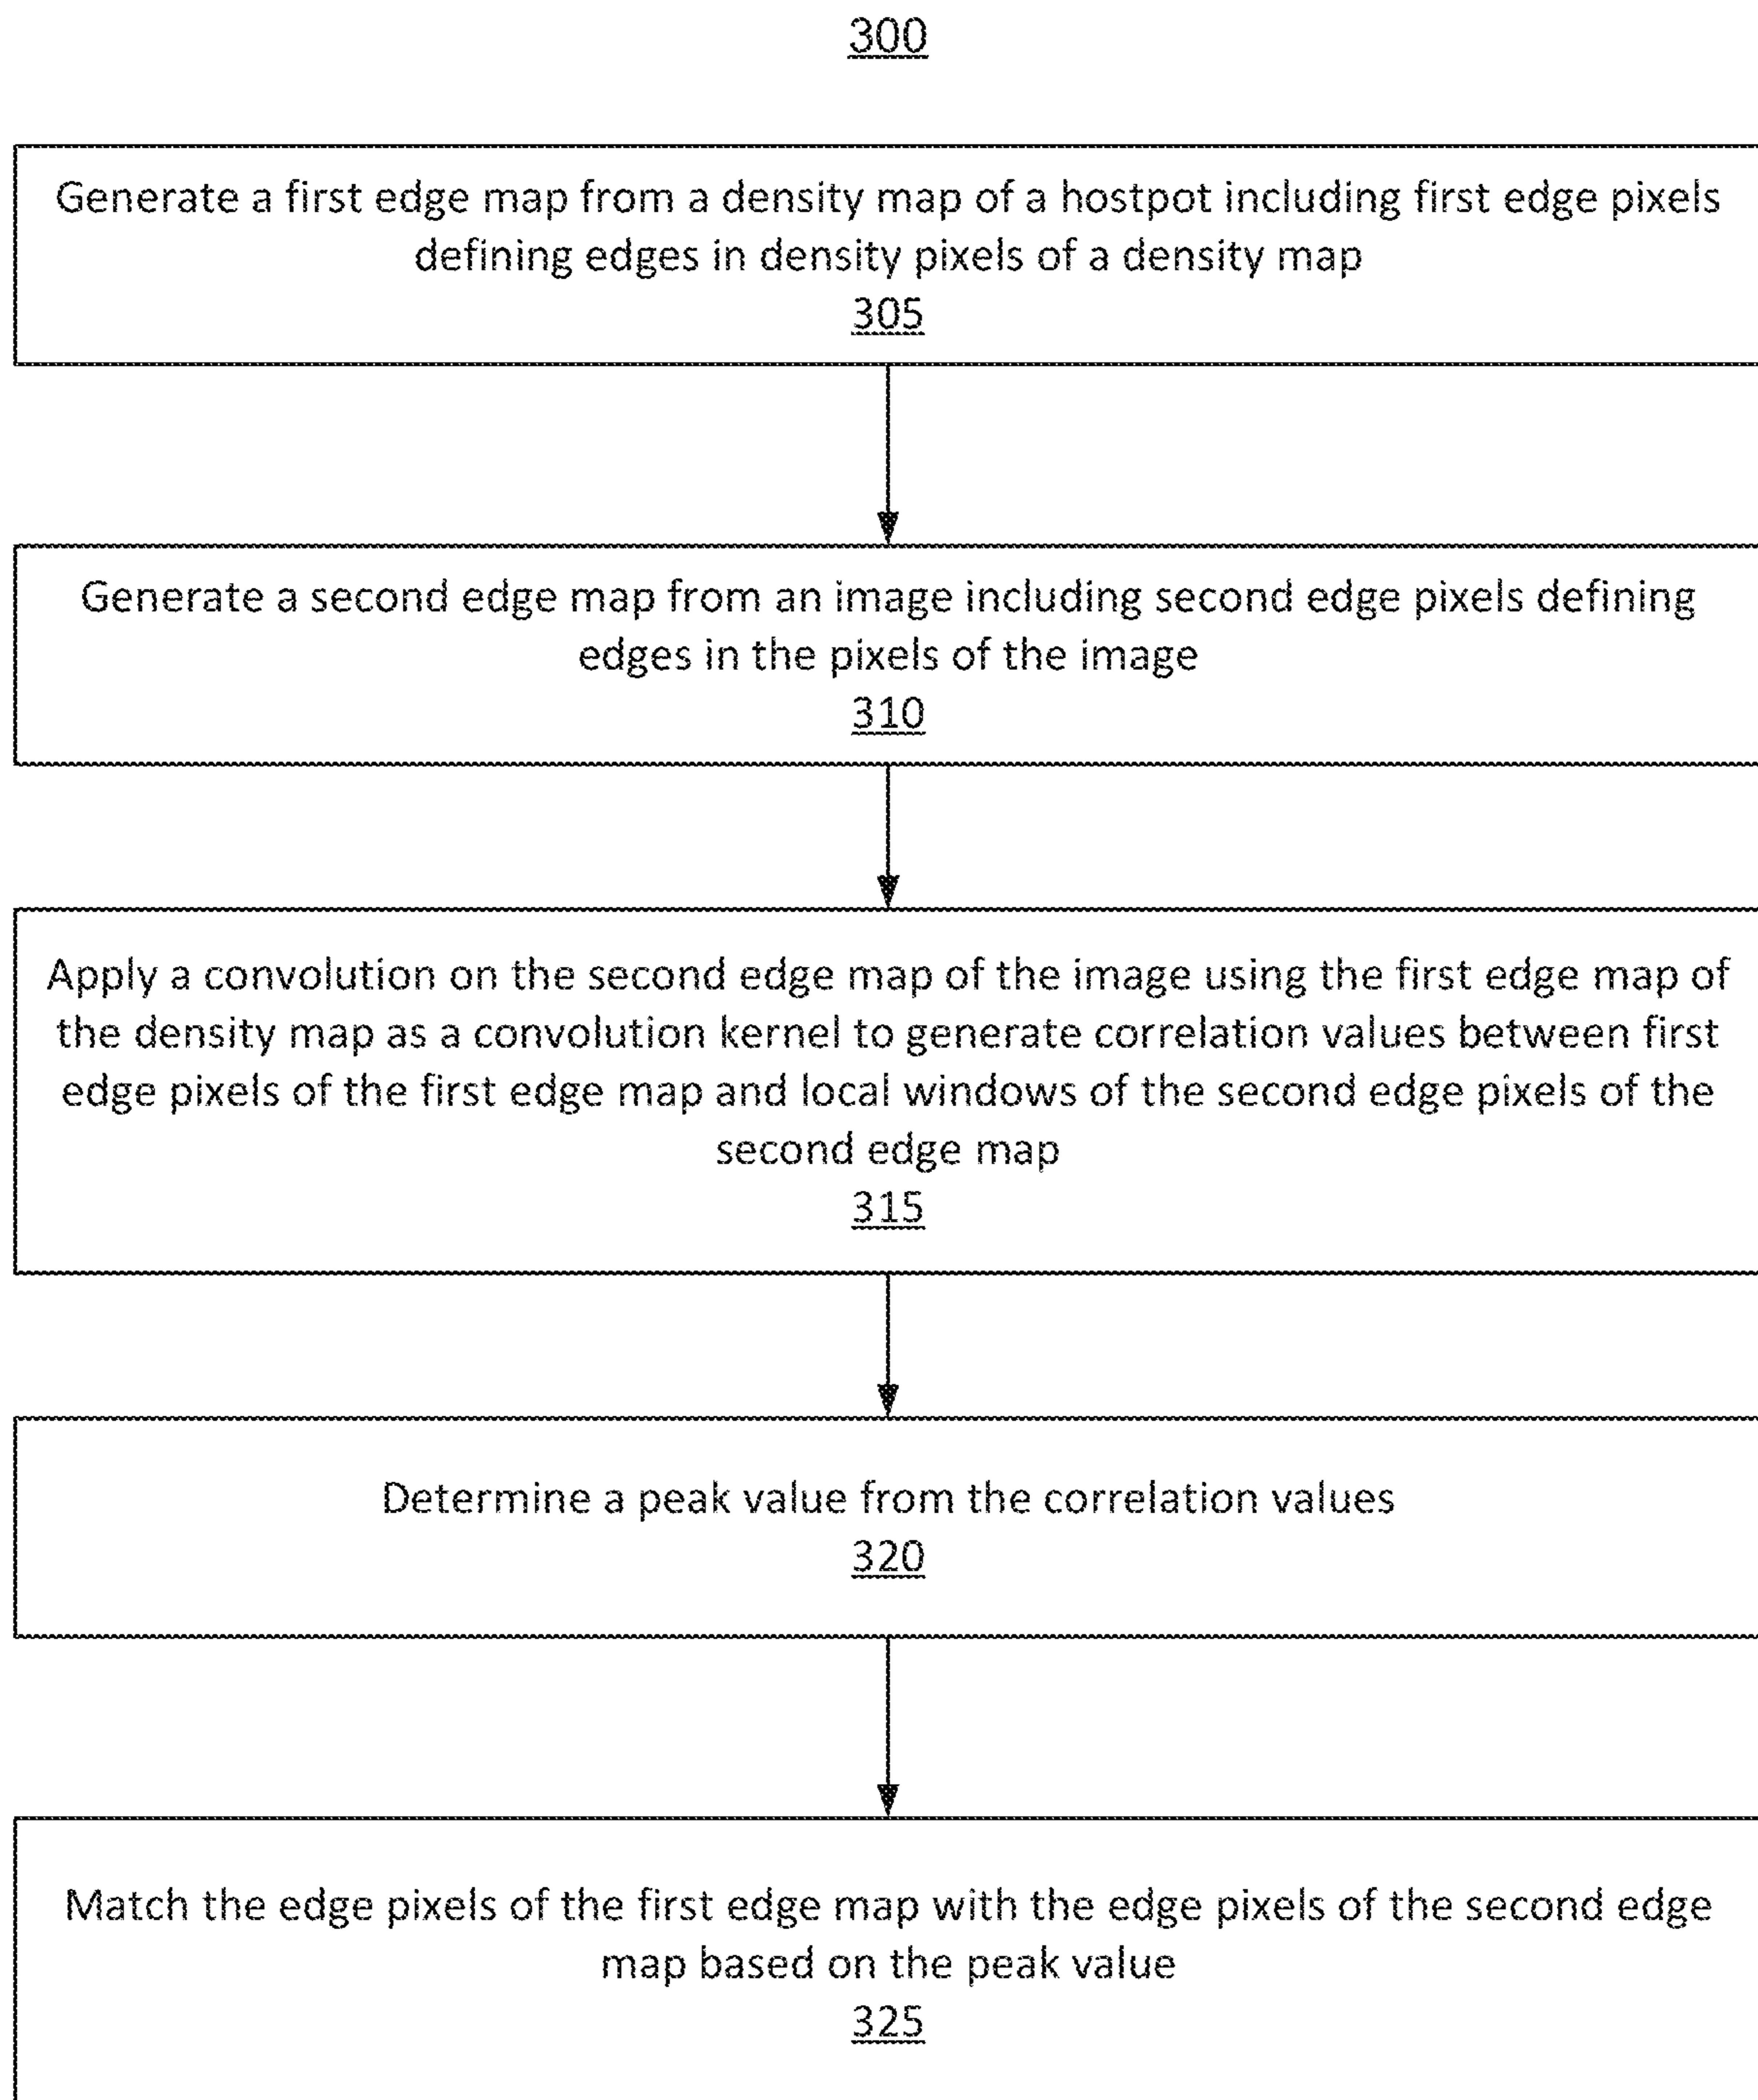 300
Generate a first edge map from a density map of a hostpot including first edge pixels
defining edges in density pixels of a density map
305
Generate a second edge map from an image including second edge pixels defining
edges in the pixels of the image
310
Apply a convolution on the second edge map of the image using the first edge map of
the density map as a convolution kernel to generate correlation values between first
edge pixels of the first edge map and local windows of the second edge pixels of the
second edge map
315
Determine a peak value from the correlation values
320
Match the edge pixels of the first edge map with the edge pixels of the second edge
map based on the peak value
325